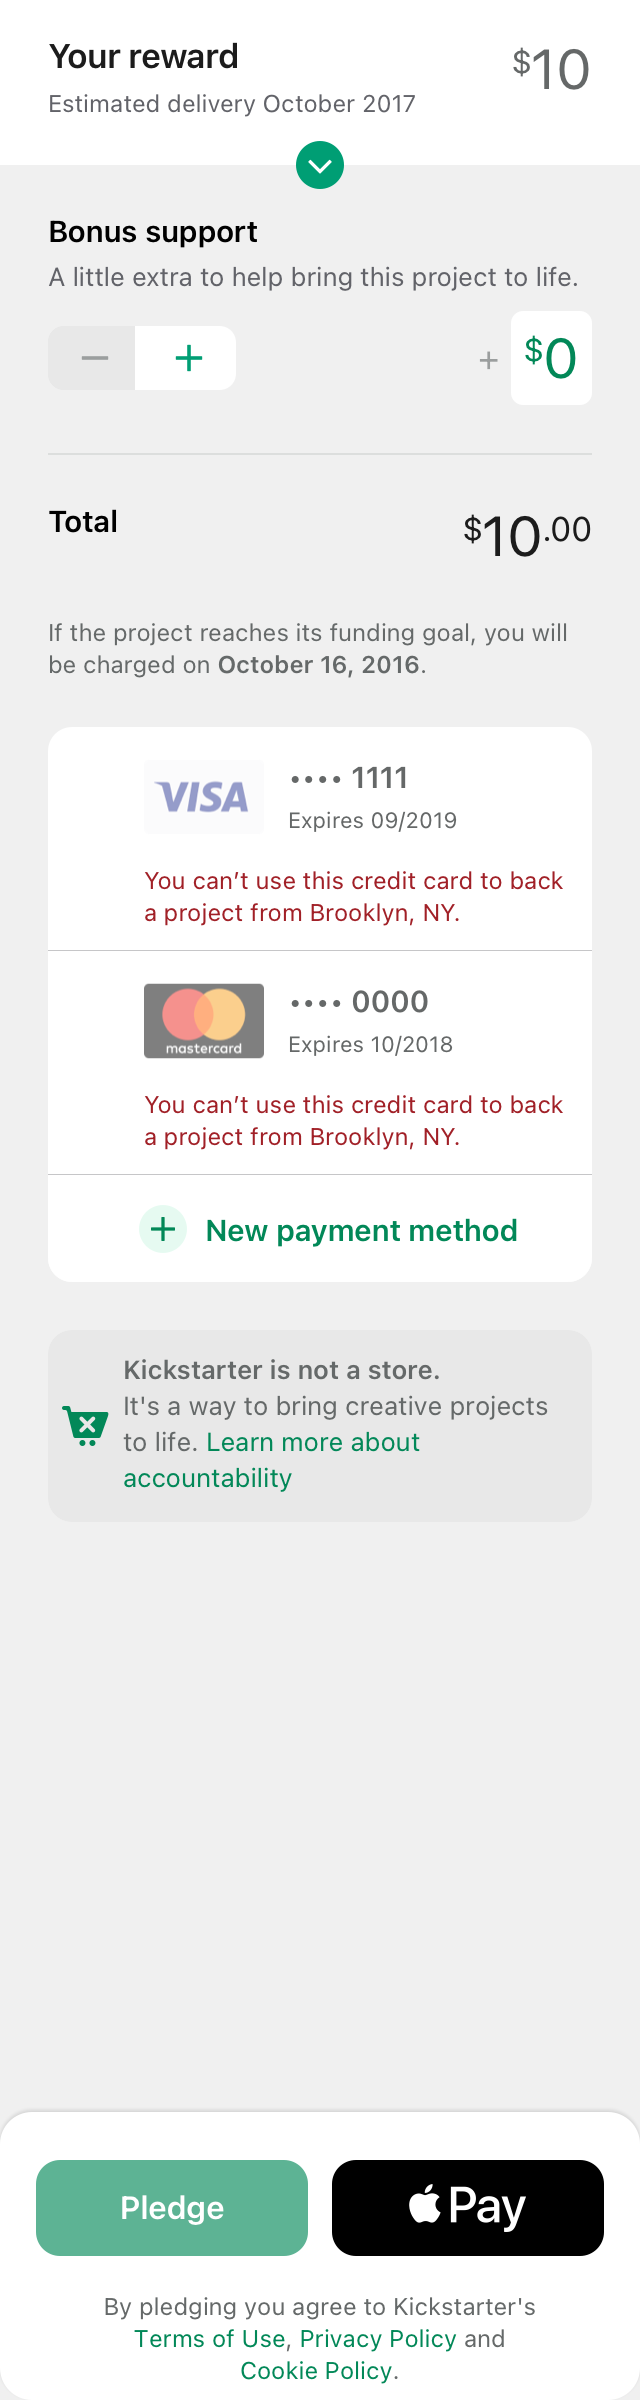 Your reward
$10
Estimated delivery October 2017
Bonus support
A little extra to help bring this project to life.
− +
+ $0
Total
$10.00
If the project reaches its funding goal, you will
be charged on October 16, 2016.
VISA
•••• 1111
Expires 09/2019
You can’t use this credit card to back
a project from Brooklyn, NY.
mastercard
•••• 0000
Expires 10/2018
You can’t use this credit card to back
a project from Brooklyn, NY.
+ New payment method
Kickstarter is not a store.
It's a way to bring creative projects
to life. Learn more about
accountability
Pledge
Pay
By pledging you agree to Kickstarter's
Terms of Use, Privacy Policy and
Cookie Policy.